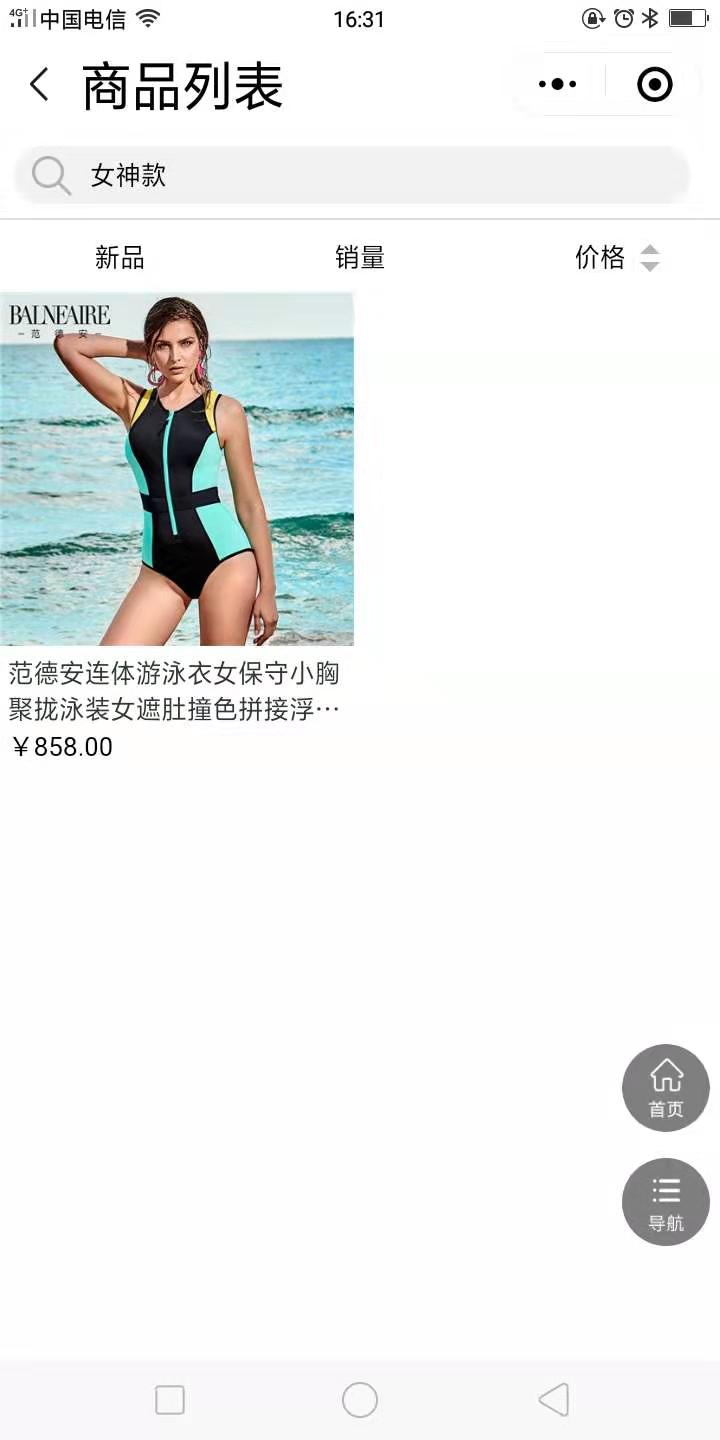 4G+ 中国电信 16:31
商品列表
女神款
新品 销量 价格
BALNEAIRE
范德安
范德安连体游泳衣女保守小胸
聚拢泳装女遮肚撞色拼接浮…
￥858.00
首页
导航